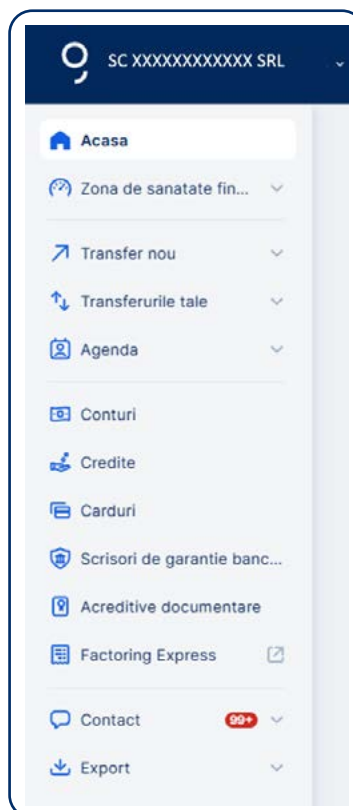 SC XXXXXXXXXXXX SRL
Acasa
Zona de sanatate fin...
Transfer nou
Transferurile tale
Agenda
Conturi
Credite
Carduri
Scrisori de garantie banc...
Acreditive documentare
Factoring Express
Contact 99+
Export